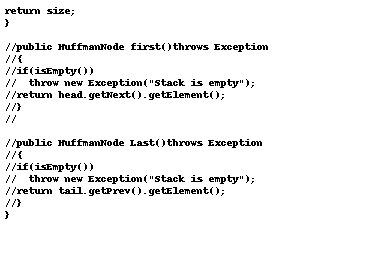 return size;
}
//public HuffmanNode first()throws Exception
//{
//if(isEmpty())
//  throw new Exception("Stack is empty");
//return head.getNext().getElement();
//}
//
//public HuffmanNode Last()throws Exception
//{
//if(isEmpty())
//  throw new Exception("Stack is empty");
//return tail.getPrev().getElement();
//}
}